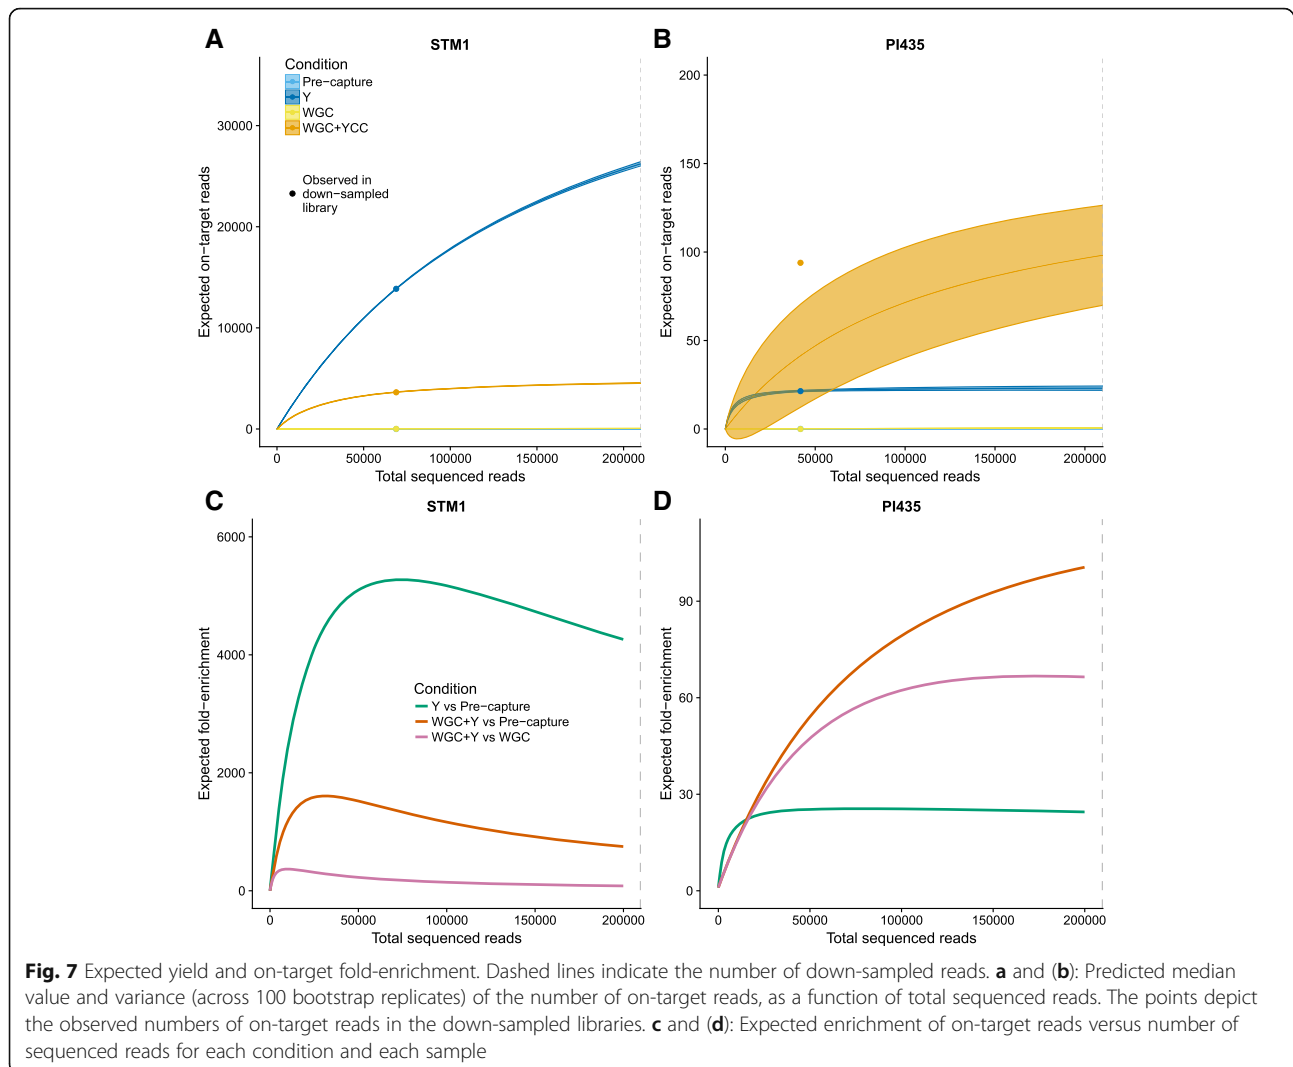 A
STM1
Condition
Pre−capture
Y
WGC
WGC+YCC
Observed in
down−sampled
library
Expected on−target reads
30000
20000
10000
0
0 50000 100000 150000 200000
Total sequenced reads
B
PI435
Expected on−target reads
200
150
100
50
0
0 50000 100000 150000 200000
Total sequenced reads
C
STM1
Expected fold−enrichment
6000
4000
2000
0
Condition
Y vs Pre−capture
WGC+Y vs Pre−capture
WGC+Y vs WGC
0 50000 100000 150000 200000
Total sequenced reads
D
PI435
Expected fold−enrichment
90
60
30
0
0 50000 100000 150000 200000
Total sequenced reads
Fig. 7 Expected yield and on-target fold-enrichment. Dashed lines indicate the number of down-sampled reads. a and (b): Predicted median
value and variance (across 100 bootstrap replicates) of the number of on-target reads, as a function of total sequenced reads. The points depict
the observed numbers of on-target reads in the down-sampled libraries. c and (d): Expected enrichment of on-target reads versus number of
sequenced reads for each condition and each sample